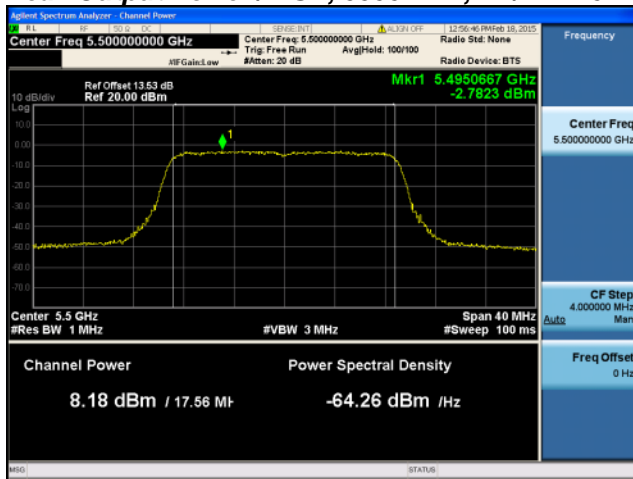 Agilent Spectrum Analyzer - Channel Power
RL RF 50 Ω DC SENSE:INT ALIGN OFF 12:56:46 PM Feb 18, 2015
Center Freq 5.500000000 GHz
Center Freq: 5.500000000 GHz
Radio Std: None
Trig: Free Run Avg|Hold: 100/100
#IFGain:Low #Atten: 20 dB Radio Device: BTS
Frequency
Mkr1 5.4950667 GHz
-2.7823 dBm
Ref Offset 13.53 dB
10 dB/div Ref 20.00 dBm
Log
10.0
0.00
-10.0
-20.0
-30.0
-40.0
-50.0
-60.0
-70.0
1
Center 5.5 GHz Span 40 MHz
#Res BW 1 MHz #VBW 3 MHz #Sweep 100 ms
Channel Power Power Spectral Density
8.18 dBm / 17.56 MH -64.26 dBm /Hz
Center Freq
5.500000000 GHz
CF Step
4.000000 MHz
Auto Man
Freq Offset
0 Hz
MSG STATUS